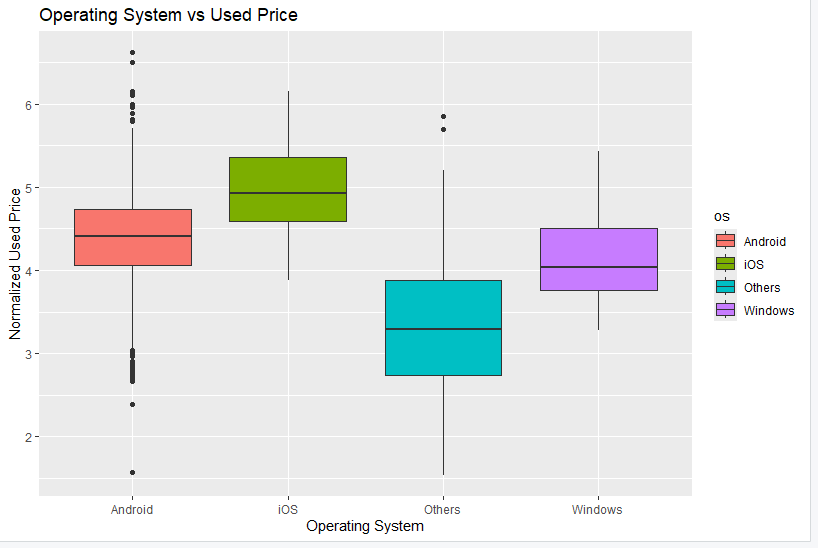 Operating System vs Used Price
Normalized Used Price
6
5
4
3
2
Android
iOS
Others
Windows
Operating System
os
Android
iOS
Others
Windows